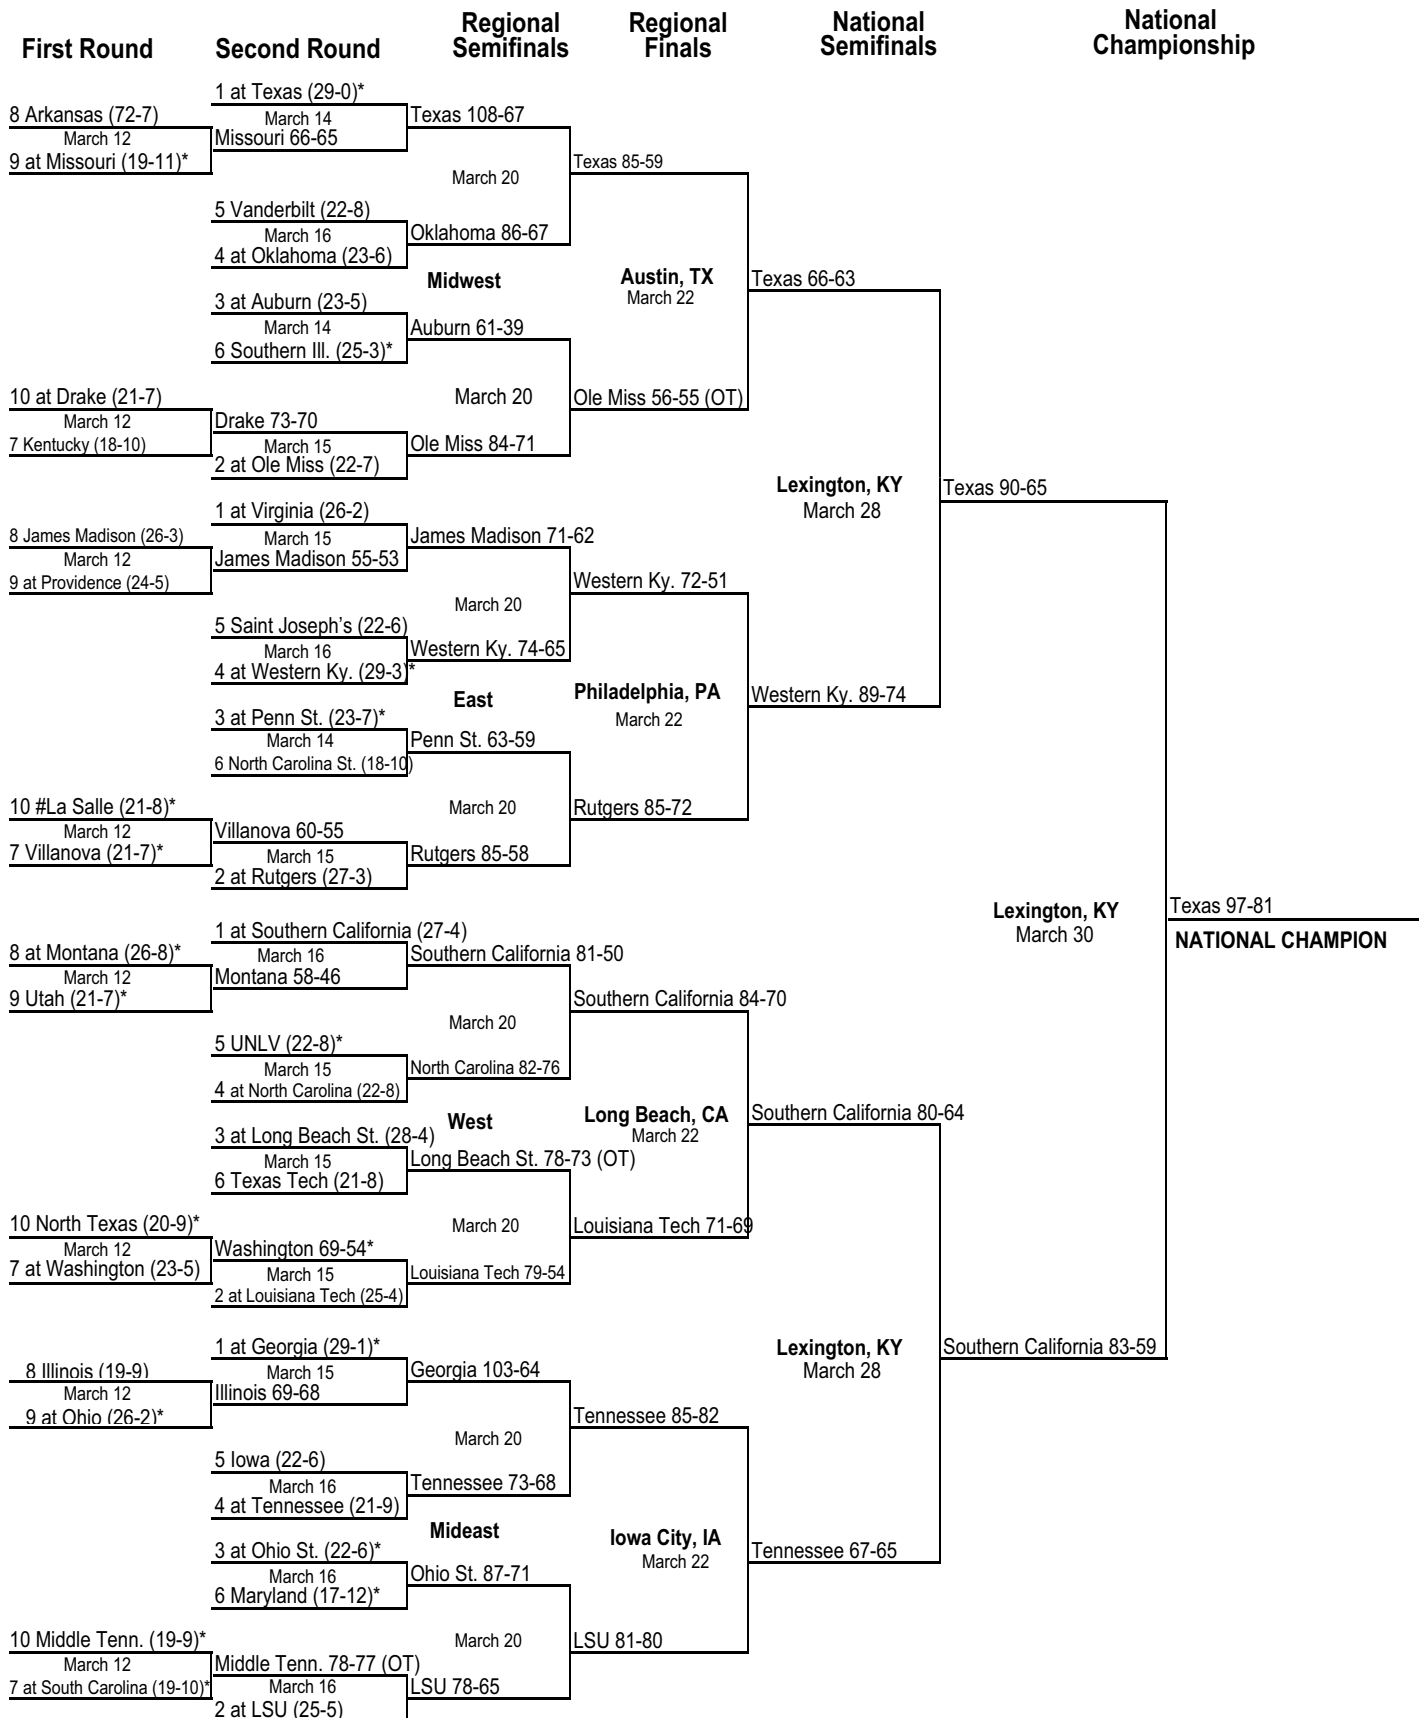 First Round
Second Round
Regional
Semifinals
Regional
Finals
National
Semifinals
National
Championship
1 at Texas (29-0)*
8 Arkansas (72-7)
March 14
Texas 108-67
March 12
Missouri 66-65
9 at Missouri (19-11)*
March 20
Texas 85-59
5 Vanderbilt (22-8)
March 16
Oklahoma 86-67
4 at Oklahoma (23-6)
Midwest
Austin, TX
March 22
Texas 66-63
3 at Auburn (23-5)
March 14
Auburn 61-39
6 Southern Ill. (25-3)*
10 at Drake (21-7)
March 20
Ole Miss 56-55 (OT)
March 12
Drake 73-70
7 Kentucky (18-10)
March 15
Ole Miss 84-71
2 at Ole Miss (22-7)
Lexington, KY
March 28
Texas 90-65
1 at Virginia (26-2)
8 James Madison (26-3)
March 15
James Madison 71-62
March 12
James Madison 55-53
9 at Providence (24-5)
Western Ky. 72-51
March 20
5 Saint Joseph's (22-6)
March 16
Western Ky. 74-65
4 at Western Ky. (29-3)*
East
Philadelphia, PA
March 22
Western Ky. 89-74
3 at Penn St. (23-7)*
March 14
Penn St. 63-59
6 North Carolina St. (18-10)
10 #La Salle (21-8)*
March 20
Rutgers 85-72
March 12
Villanova 60-55
7 Villanova (21-7)*
March 15
Rutgers 85-58
2 at Rutgers (27-3)
Lexington, KY
March 30
Texas 97-81
NATIONAL CHAMPION
1 at Southern California (27-4)
8 at Montana (26-8)*
March 16
Southern California 81-50
March 12
Montana 58-46
9 Utah (21-7)*
Southern California 84-70
March 20
5 UNLV (22-8)*
March 15
North Carolina 82-76
4 at North Carolina (22-8)
West
Long Beach, CA
March 22
Southern California 80-64
3 at Long Beach St. (28-4)
March 15
Long Beach St. 78-73 (OT)
6 Texas Tech (21-8)
10 North Texas (20-9)*
March 20
Louisiana Tech 71-69
March 12
Washington 69-54*
7 at Washington (23-5)
March 15
Louisiana Tech 79-54
2 at Louisiana Tech (25-4)
Lexington, KY
March 28
Southern California 83-59
1 at Georgia (29-1)*
8 Illinois (19-9)
March 15
Georgia 103-64
March 12
Illinois 69-68
9 at Ohio (26-2)*
Tennessee 85-82
March 20
5 Iowa (22-6)
March 16
Tennessee 73-68
4 at Tennessee (21-9)
Mideast
Iowa City, IA
March 22
Tennessee 67-65
3 at Ohio St. (22-6)*
March 16
Ohio St. 87-71
6 Maryland (17-12)*
10 Middle Tenn. (19-9)*
March 20
LSU 81-80
March 12
Middle Tenn. 78-77 (OT)
7 at South Carolina (19-10)*
March 16
LSU 78-65
2 at LSU (25-5)